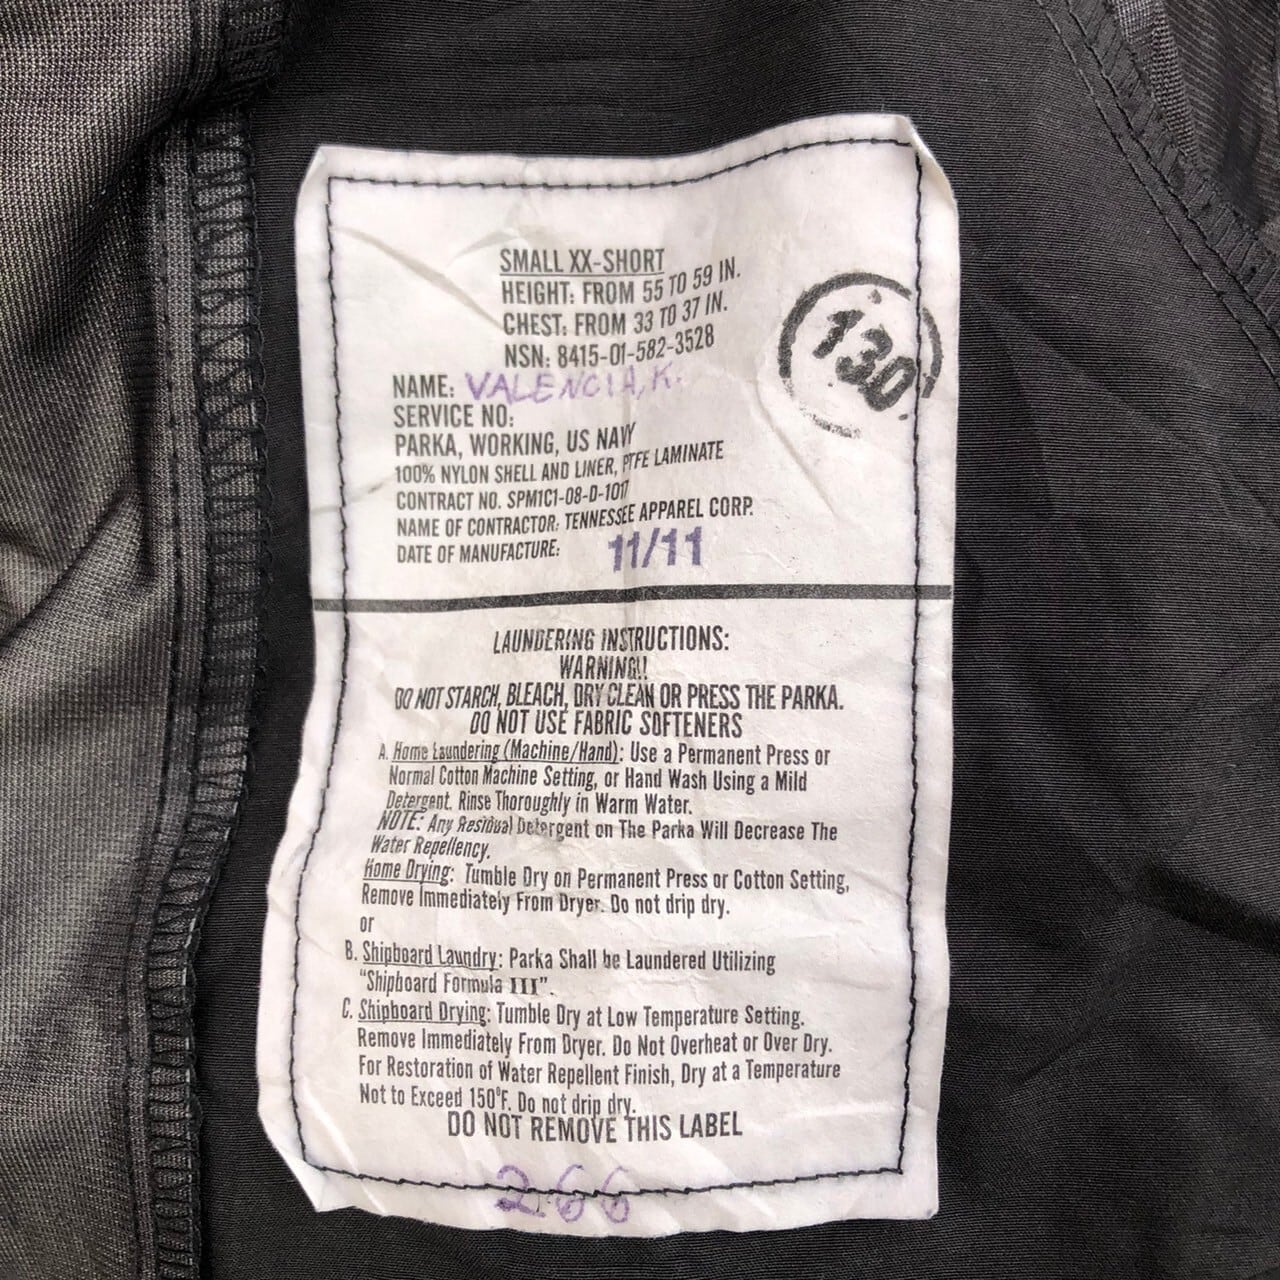 SMALL XX-SHORT
HEIGHT: FROM 55 TO 59 IN.
CHEST: FROM 33 TO 37 IN.
NSN: 8415-01-582-3528
130
NAME: VALENCIA, K.
SERVICE NO:
PARKA, WORKING, US NAVY
100% NYLON SHELL AND LINER, PTFE LAMINATE
CONTRACT NO. SPM1C1-08-D-1017
NAME OF CONTRACTOR: TENNESSEE APPAREL CORP.
DATE OF MANUFACTURE: 11/11
LAUNDERING INSTRUCTIONS:
WARNING!!
DO NOT STARCH, BLEACH, DRY CLEAN OR PRESS THE PARKA.
DO NOT USE FABRIC SOFTENERS
A. Home Laundering (Machine/Hand): Use a Permanent Press or
Normal Cotton Machine Setting, or Hand Wash Using a Mild
Detergent. Rinse Thoroughly in Warm Water.
NOTE: Any Residual Detergent on The Parka Will Decrease The
Water Repellency.
Home Drying: Tumble Dry on Permanent Press or Cotton Setting,
Remove Immediately From Dryer. Do not drip dry.
or
B. Shipboard Laundry: Parka Shall be Laundered Utilizing
"Shipboard Formula III".
C. Shipboard Drying: Tumble Dry at Low Temperature Setting.
Remove Immediately From Dryer. Do Not Overheat or Over Dry.
For Restoration of Water Repellent Finish, Dry at a Temperature
Not to Exceed 150°F. Do not drip dry.
DO NOT REMOVE THIS LABEL
266